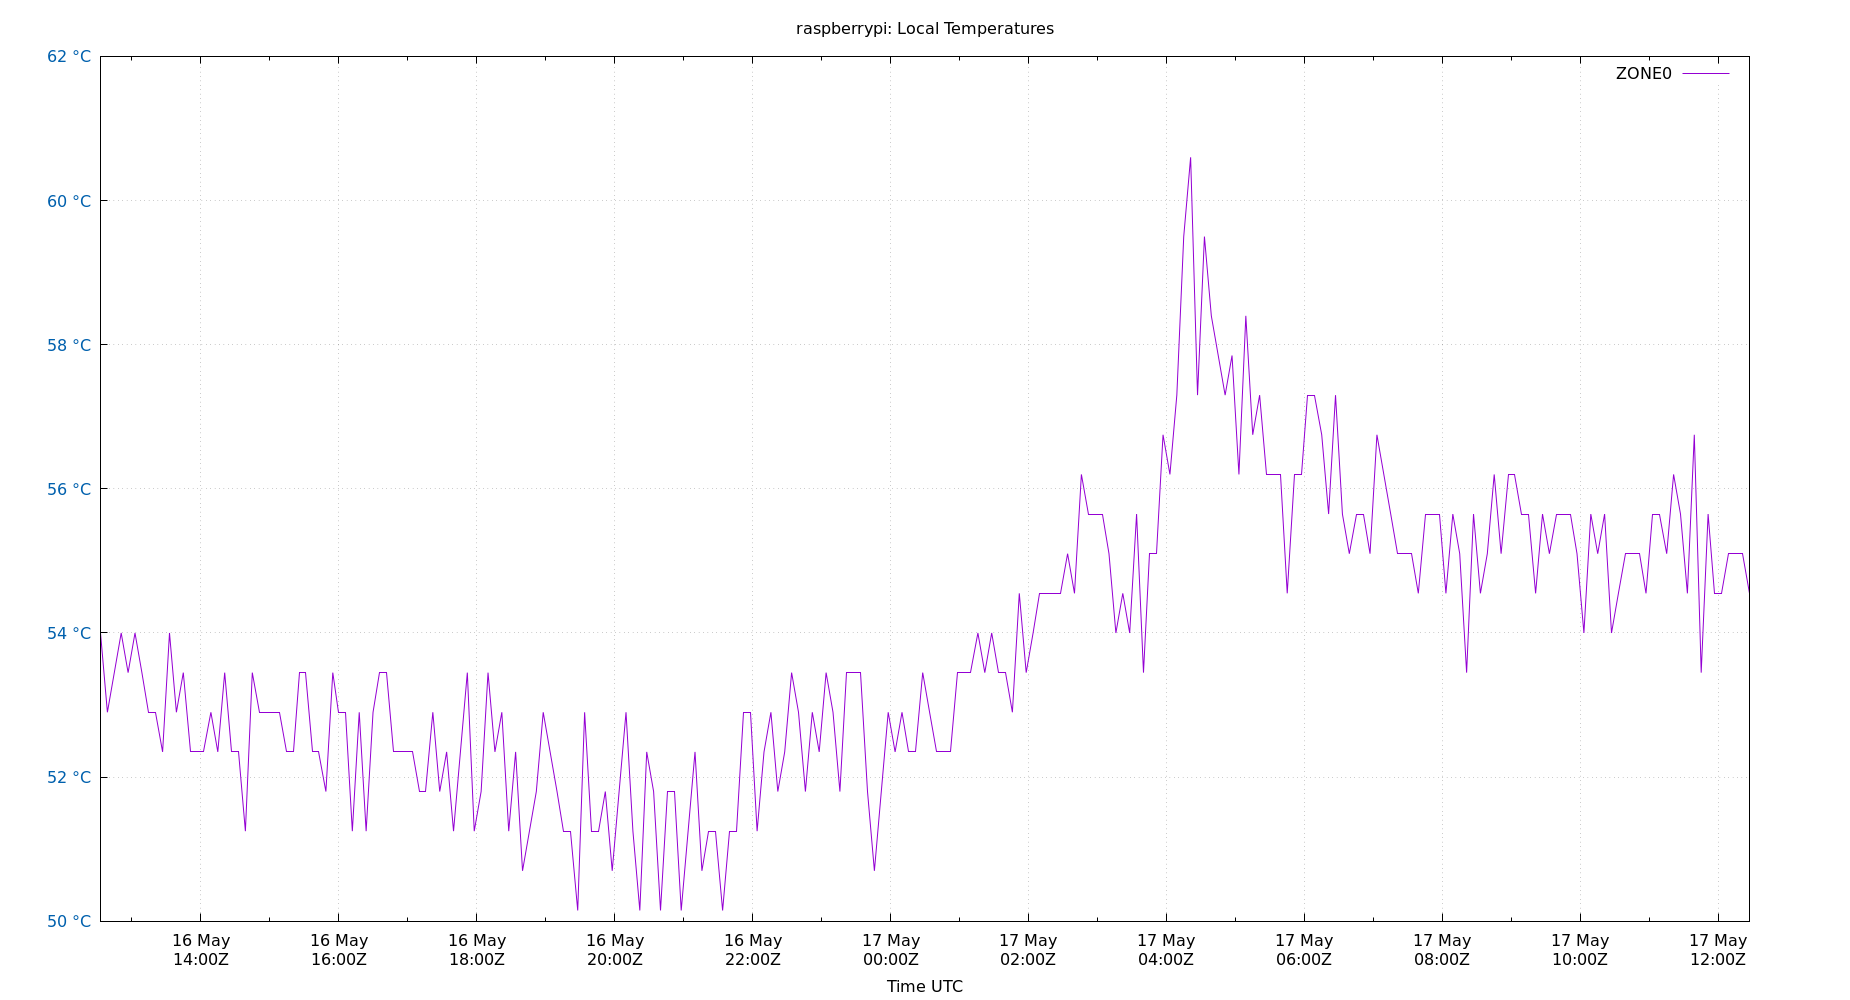 raspberrypi: Local Temperatures
62 °C
60 °C
58 °C
56 °C
54 °C
52 °C
50 °C
ZONE0
16 May 16 May 16 May 16 May 16 May 17 May 17 May 17 May 17 May 17 May 17 May 17 May
14:00Z 16:00Z 18:00Z 20:00Z 22:00Z 00:00Z 02:00Z 04:00Z 06:00Z 08:00Z 10:00Z 12:00Z
Time UTC